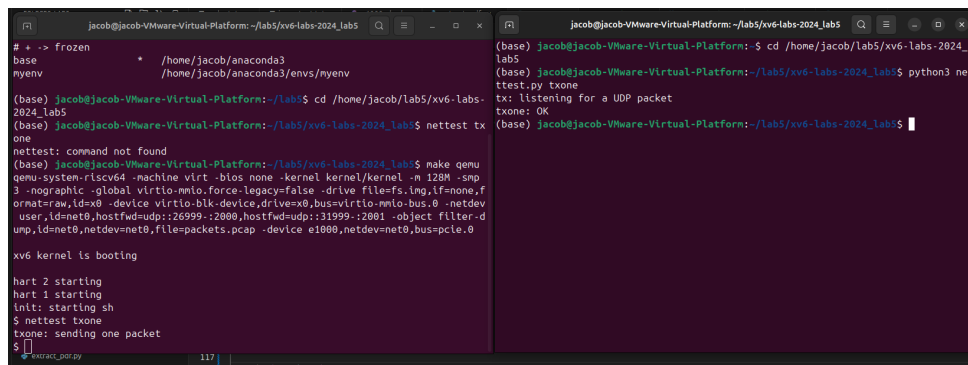 jacob@jacob-VMware-Virtual-Platform: ~/lab5/xv6-labs-2024_lab5
# + -> frozen
base                 *   /home/jacob/anaconda3
myenv                    /home/jacob/anaconda3/envs/myenv
(base) jacob@jacob-VMware-Virtual-Platform:~/lab5$ cd /home/jacob/lab5/xv6-labs-
2024_lab5
(base) jacob@jacob-VMware-Virtual-Platform:~/lab5/xv6-labs-2024_lab5$ nettest tx
one
nettest: command not found
(base) jacob@jacob-VMware-Virtual-Platform:~/lab5/xv6-labs-2024_lab5$ make qemu
qemu-system-riscv64 -machine virt -bios none -kernel kernel/kernel -m 128M -smp
3 -nographic -global virtio-mmio.force-legacy=false -drive file=fs.img,if=none,f
ormat=raw,id=x0 -device virtio-blk-device,drive=x0,bus=virtio-mmio-bus.0 -netdev
user,id=net0,hostfwd=udp::26999-:2000,hostfwd=udp::31999-:2001 -object filter-d
ump,id=net0,netdev=net0,file=packets.pcap -device e1000,netdev=net0,bus=pcie.0
xv6 kernel is booting
hart 2 starting
hart 1 starting
init: starting sh
$ nettest txone
txone: sending one packet
$
extract_pdf.py
117
jacob@jacob-VMware-Virtual-Platform: ~/lab5/xv6-labs-2024_lab5
(base) jacob@jacob-VMware-Virtual-Platform:~$ cd /home/jacob/lab5/xv6-labs-2024_
lab5
(base) jacob@jacob-VMware-Virtual-Platform:~/lab5/xv6-labs-2024_lab5$ python3 ne
ttest.py txone
tx: listening for a UDP packet
txone: OK
(base) jacob@jacob-VMware-Virtual-Platform:~/lab5/xv6-labs-2024_lab5$